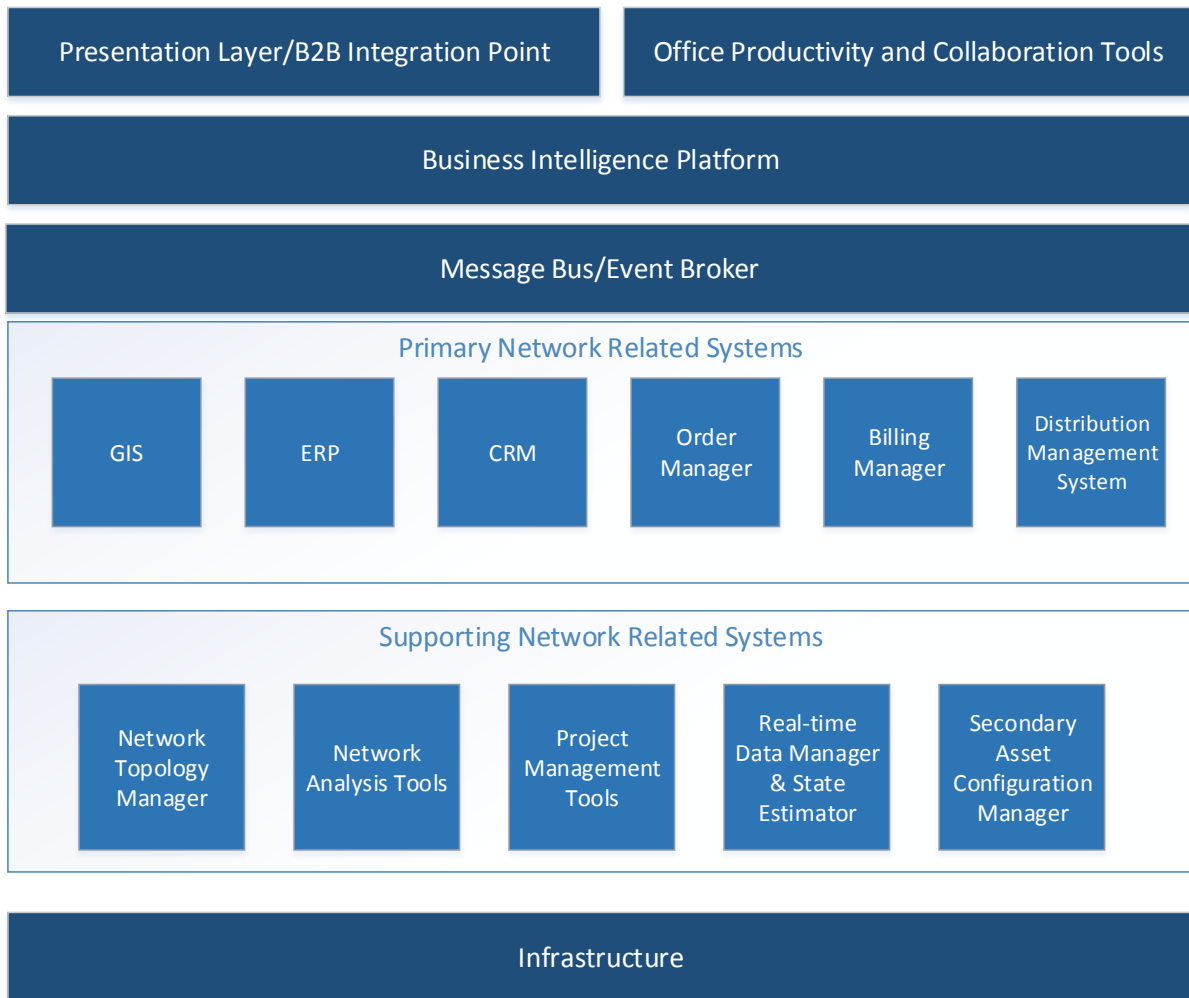 Presentation Layer/B2B Integration Point
Office Productivity and Collaboration Tools
Business Intelligence Platform
Message Bus/Event Broker
Primary Network Related Systems
GIS
ERP
CRM
Order
Manager
Billing
Manager
Distribution
Management
System
Supporting Network Related Systems
Network
Topology
Manager
Network
Analysis Tools
Project
Management
Tools
Real-time
Data Manager
& State
Estimator
Secondary
Asset
Configuration
Manager
Infrastructure